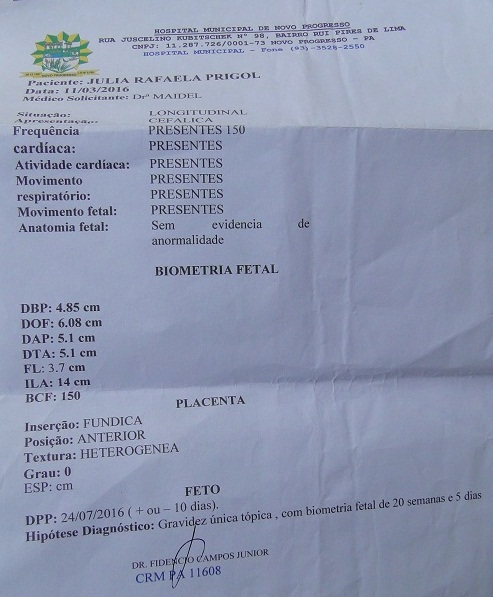 HOSPITAL MUNICIPAL DE NOVO PROGRESSO
RUA JUSCELINO KUBITSCHEK Nº 98, BAIRRO RUI PIRES DE LIMA
CNPJ: 11.287.726/0001-73 NOVO PROGRESSO – PA
HOSPITAL MUNICIPAL – Fone (93)-3528-2550
Paciente: JULIA RAFAELA PRIGOL
Data: 11/03/2016
Médico Solicitante: Drª MAIDEL
Situação: LONGITUDINAL
Apresentação: CEFALICA
Frequência PRESENTES 150
cardíaca: PRESENTES
Atividade cardíaca: PRESENTES
Movimento PRESENTES
respiratório: PRESENTES
Movimento fetal: PRESENTES
Anatomia fetal: Sem evidencia de
anormalidade
BIOMETRIA FETAL
DBP: 4.85 cm
DOF: 6.08 cm
DAP: 5.1 cm
DTA: 5.1 cm
FL: 3.7 cm
ILA: 14 cm
BCF: 150
PLACENTA
Inserção: FUNDICA
Posição: ANTERIOR
Textura: HETEROGENEA
Grau: 0
ESP: cm
FETO
DPP: 24/07/2016 ( + ou – 10 dias).
Hipótese Diagnóstico: Gravidez única tópica , com biometria fetal de 20 semanas e 5 dias
DR. FIDENCIO CAMPOS JUNIOR
CRM PA 11608